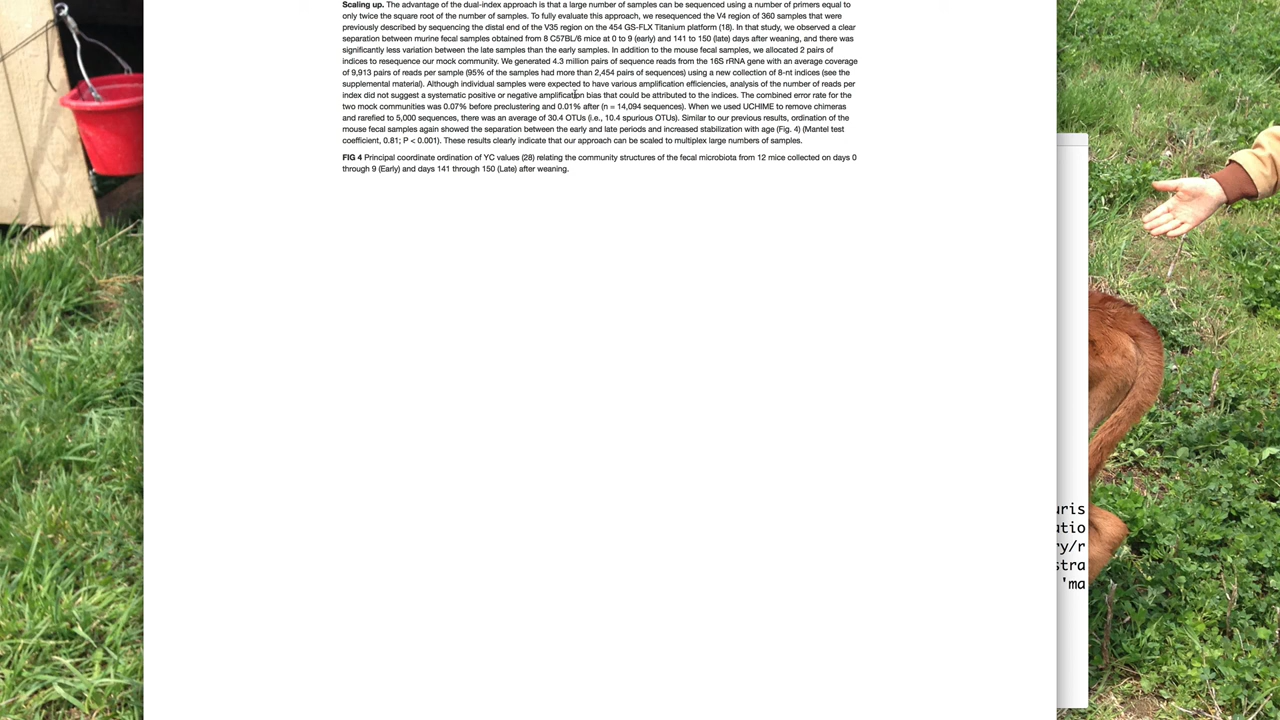 Scaling up. The advantage of the dual-index approach is that a large number of samples can be sequenced using a number of primers equal to
only twice the square root of the number of samples. To fully evaluate this approach, we resequenced the V4 region of 360 samples that were
previously described by sequencing the distal end of the V35 region on the 454 GS-FLX Titanium platform (18). In that study, we observed a clear
separation between murine fecal samples obtained from 8 C57BL/6 mice at 0 to 9 (early) and 141 to 150 (late) days after weaning, and there was
significantly less variation between the late samples than the early samples. In addition to the mouse fecal samples, we allocated 2 pairs of
indices to resequence our mock community. We generated 4.3 million pairs of sequence reads from the 16S rRNA gene with an average coverage
of 9,913 pairs of reads per sample (95% of the samples had more than 2,454 pairs of sequences) using a new collection of 8-nt indices (see the
supplemental material). Although individual samples were expected to have various amplification efficiencies, analysis of the number of reads per
index did not suggest a systematic positive or negative amplification bias that could be attributed to the indices. The combined error rate for the
two mock communities was 0.07% before preclustering and 0.01% after (n = 14,094 sequences). When we used UCHIME to remove chimeras
and rarefied to 5,000 sequences, there was an average of 30.4 OTUs (i.e., 10.4 spurious OTUs). Similar to our previous results, ordination of the
mouse fecal samples again showed the separation between the early and late periods and increased stabilization with age (Fig. 4) (Mantel test
coefficient, 0.81; P < 0.001). These results clearly indicate that our approach can be scaled to multiplex large numbers of samples.
FIG 4 Principal coordinate ordination of YC values (28) relating the community structures of the fecal microbiota from 12 mice collected on days 0
through 9 (Early) and days 141 through 150 (Late) after weaning.
uris
atio
ry/r
stra
'ma